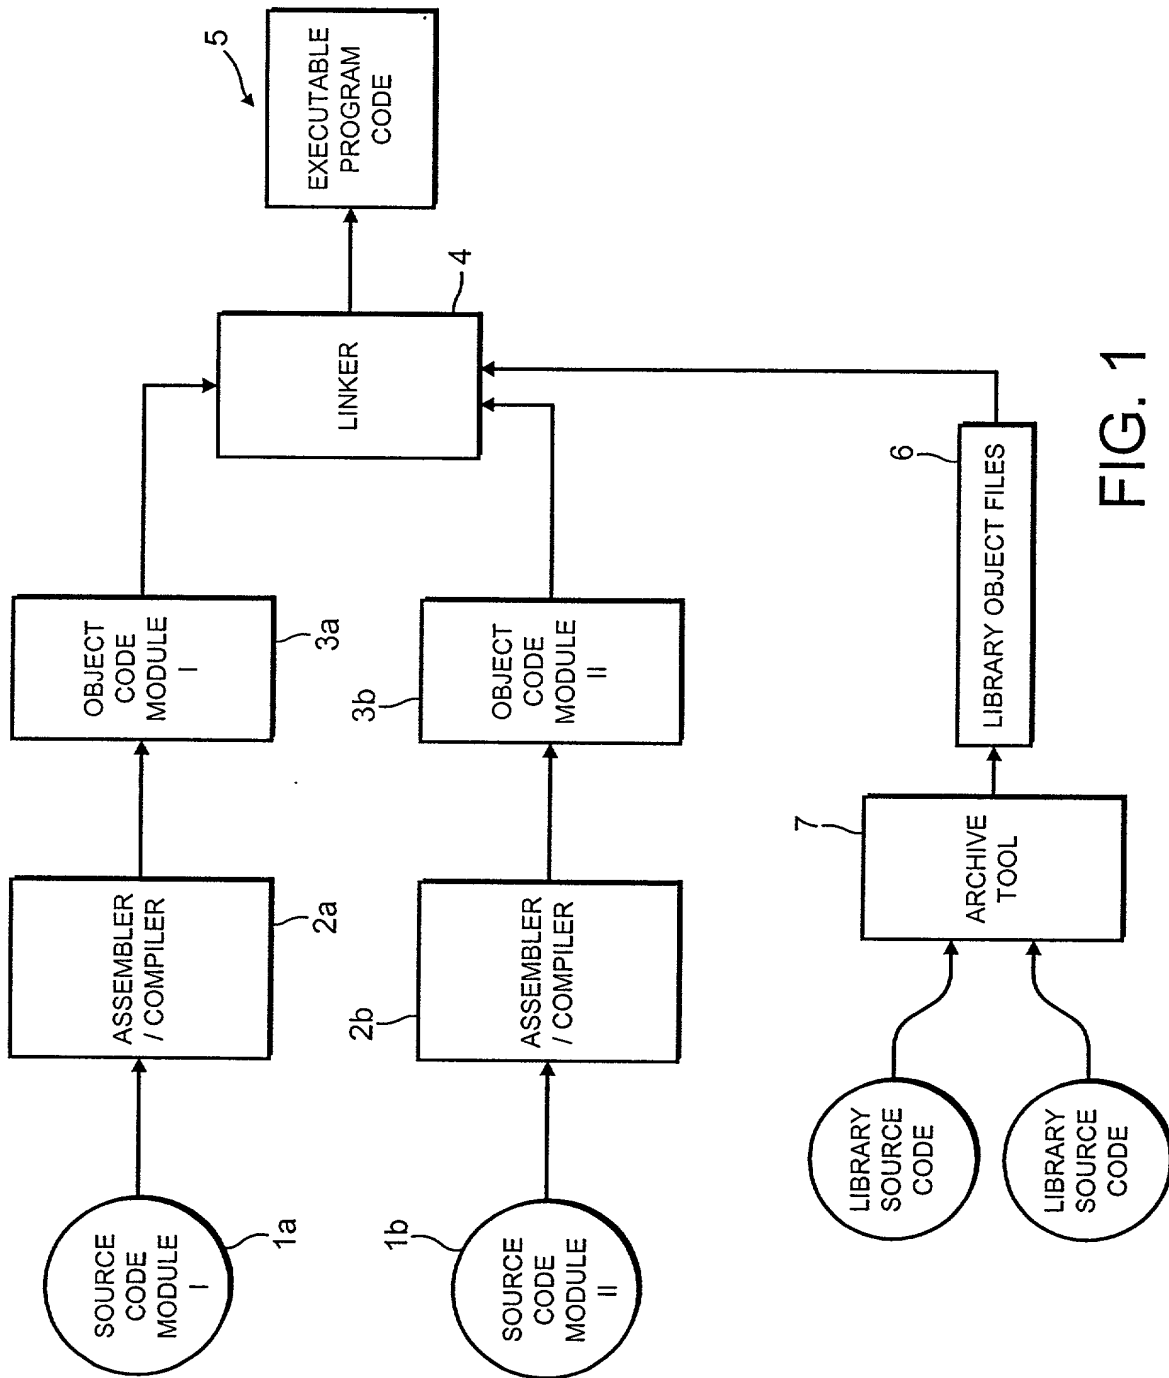 SOURCE
CODE
MODULE
I
1a
ASSEMBLER
/ COMPILER
2a
OBJECT
CODE
MODULE
I
3a
LINKER
4
EXECUTABLE
PROGRAM
CODE
5
SOURCE
CODE
MODULE
II
1b
ASSEMBLER
/ COMPILER
2b
OBJECT
CODE
MODULE
II
3b
LIBRARY
SOURCE
CODE
LIBRARY
SOURCE
CODE
ARCHIVE
TOOL
7
LIBRARY OBJECT FILES
6
FIG. 1